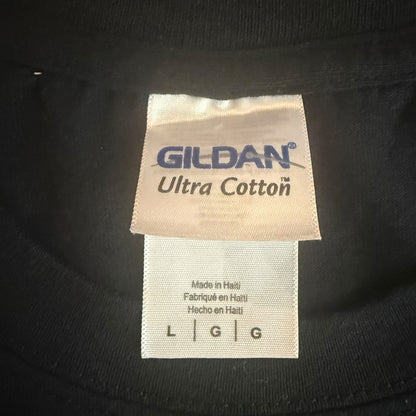 GILDAN®
Ultra Cotton™
Made in Haiti
Fabriqué en Haïti
Hecho en Haití
L | G | G